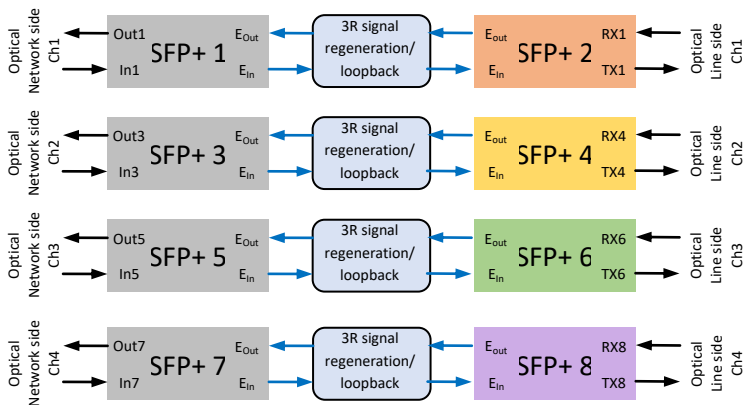 Optical
Network side
Ch1
Out1
In1
SFP+ 1
EOut
EIn
3R signal
regeneration/
loopback
Eout
EIn
SFP+ 2
RX1
TX1
Optical
Line side
Ch1
Optical
Network side
Ch2
Out3
In3
SFP+ 3
EOut
EIn
3R signal
regeneration/
loopback
Eout
EIn
SFP+ 4
RX4
TX4
Optical
Line side
Ch2
Optical
Network side
Ch3
Out5
In5
SFP+ 5
EOut
EIn
3R signal
regeneration/
loopback
Eout
EIn
SFP+ 6
RX6
TX6
Optical
Line side
Ch3
Optical
Network side
Ch4
Out7
In7
SFP+ 7
EOut
EIn
3R signal
regeneration/
loopback
Eout
EIn
SFP+ 8
RX8
TX8
Optical
Line side
Ch4